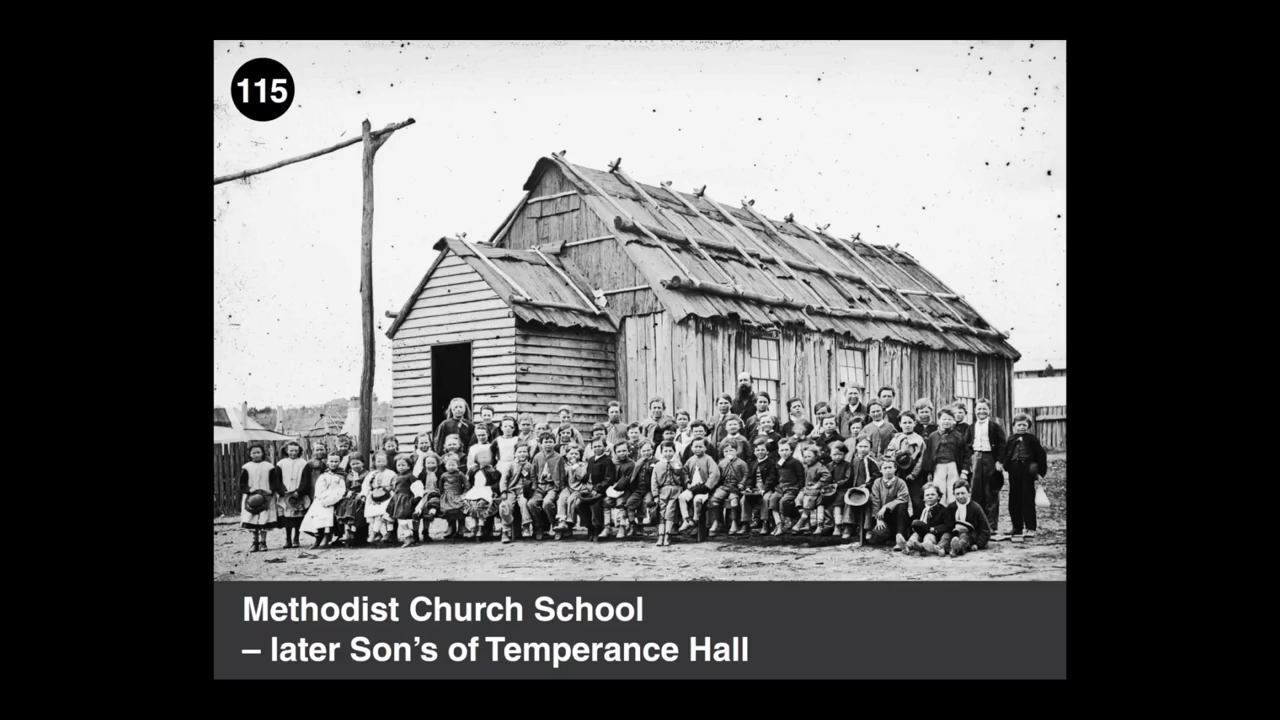 115
Methodist Church School
– later Son’s of Temperance Hall